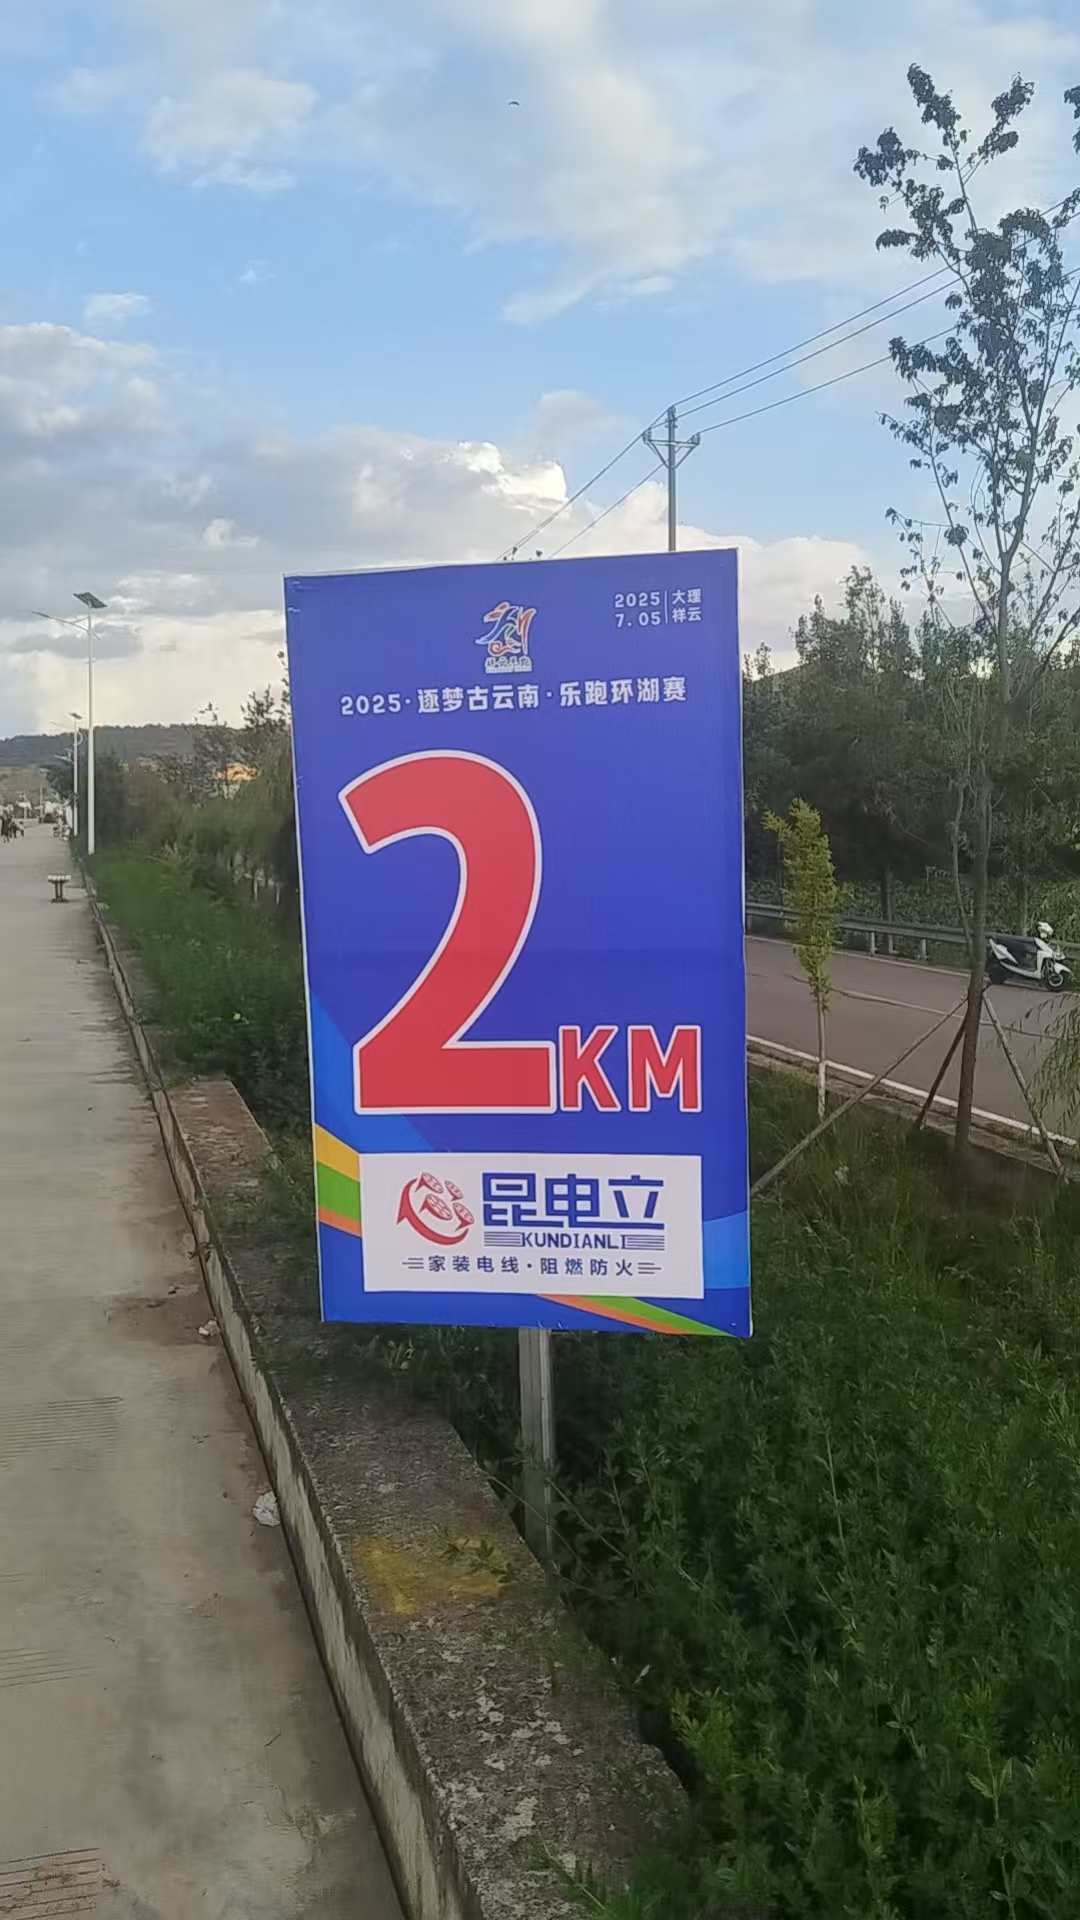 2025 大理
7.05 祥云
2025·逐梦古云南·乐跑环湖赛
2KM
昆电立
KUNDIANLI
家装电线·阻燃防火